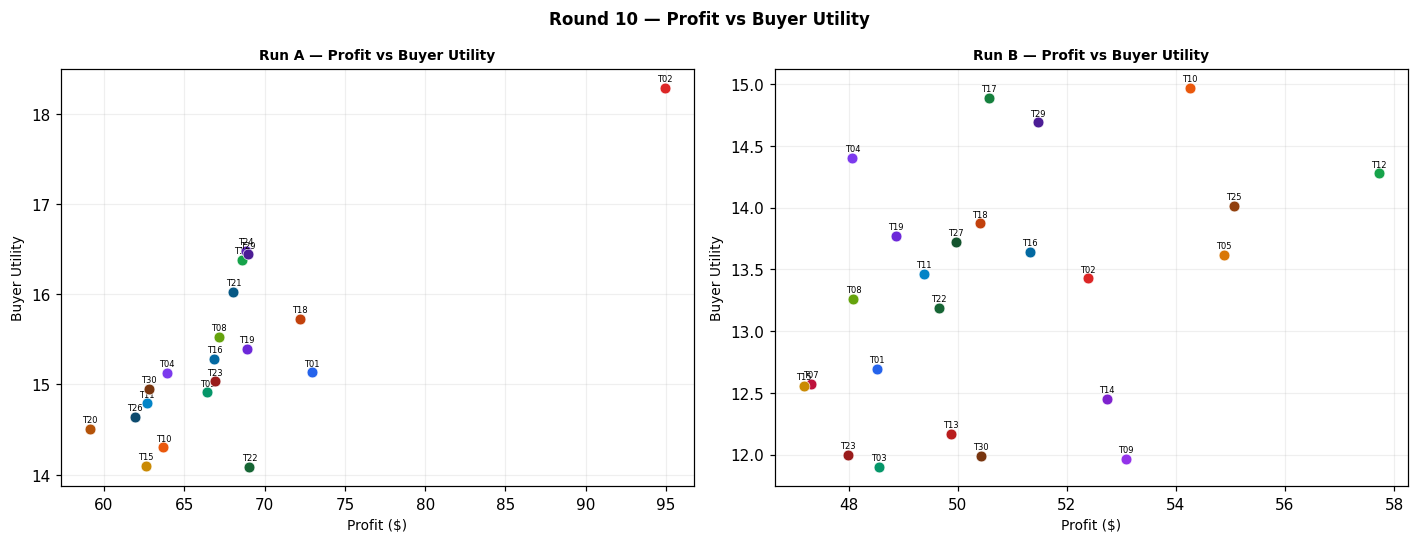 Round 10 — Profit vs Buyer Utility
Run A — Profit vs Buyer Utility
Buyer Utility
18
17
16
15
14
T02
T24
T29
T21
T18
T08
T19
T16
T01
T04
T23
T30
T11
T26
T20
T10
T15
T22
60
65
70
75
80
85
90
95
Profit ($)
Run B — Profit vs Buyer Utility
Buyer Utility
15.0
14.5
14.0
13.5
13.0
12.5
12.0
T10
T17
T29
T04
T12
T25
T18
T19
T27
T16
T05
T11
T02
T08
T22
T01
T15
T07
T14
T13
T23
T30
T09
T03
48
50
52
54
56
58
Profit ($)